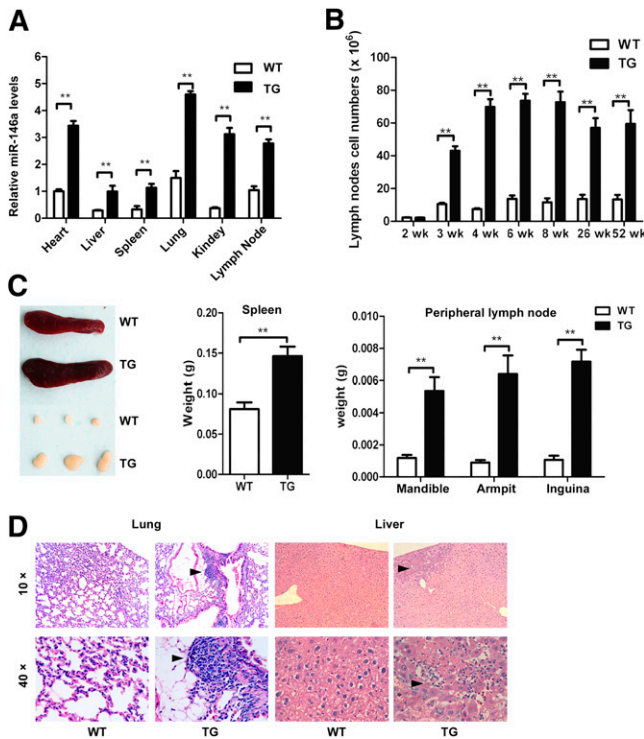 A
WT
TG
Relative miR-146a levels
6
5
4
3
2
1
0
** ** ** ** ** **
Heart Liver Spleen Lung Kindey Lymph Node
B
WT
TG
Lymph nodes cell numbers (x 10⁶)
100
80
60
40
20
0
** ** ** ** ** **
2 wk 3 wk 4 wk 6 wk 8 wk 26 wk 52 wk
C
WT
TG
WT
TG
Spleen
Weight (g)
0.20
0.15
0.10
0.05
0.00
**
WT TG
Peripheral lymph node
WT
TG
weight (g)
0.010
0.008
0.006
0.004
0.002
0.000
** ** **
Mandible Armpit Inguina
D
Lung Liver
10 ×
40 ×
WT TG WT TG